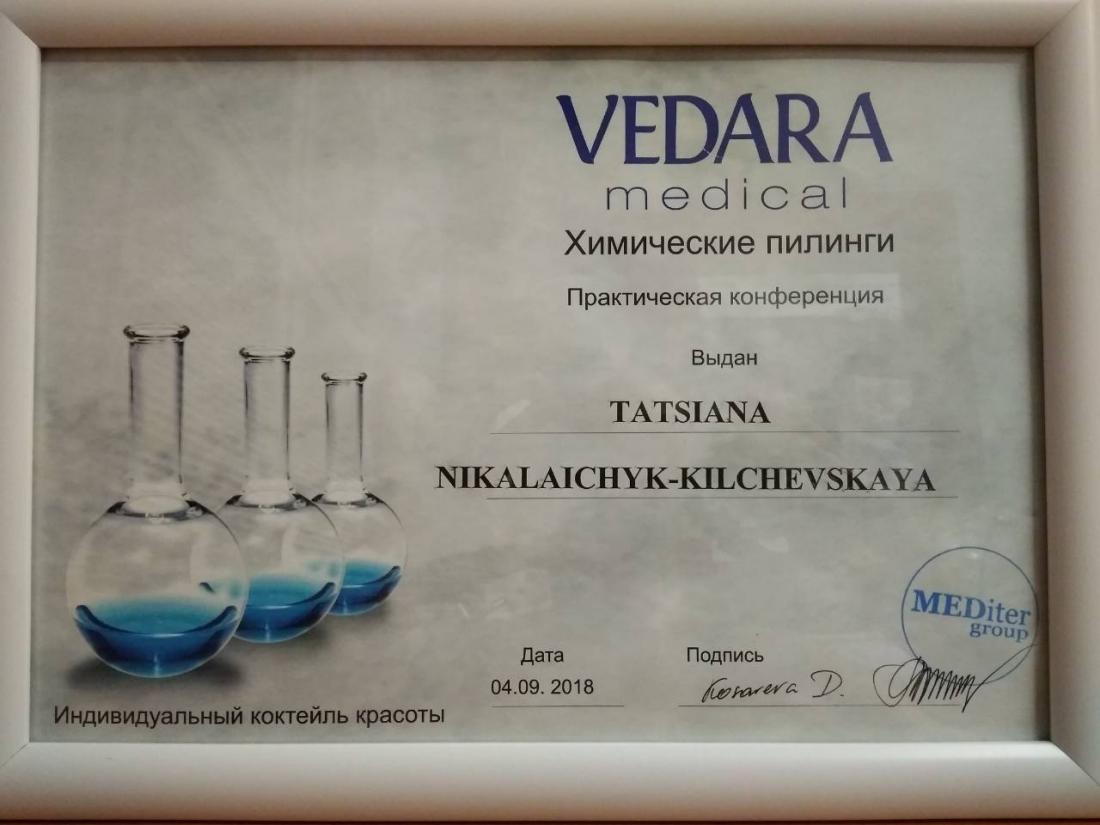 VEDARA
medical
Химические пилинги
Практическая конференция
Выдан
TATSIANA
NIKALAICHYK-KILCHEVSKAYA
MEDiter
group
Дата
Подпись
04.09. 2018
D.
Индивидуальный коктейль красоты